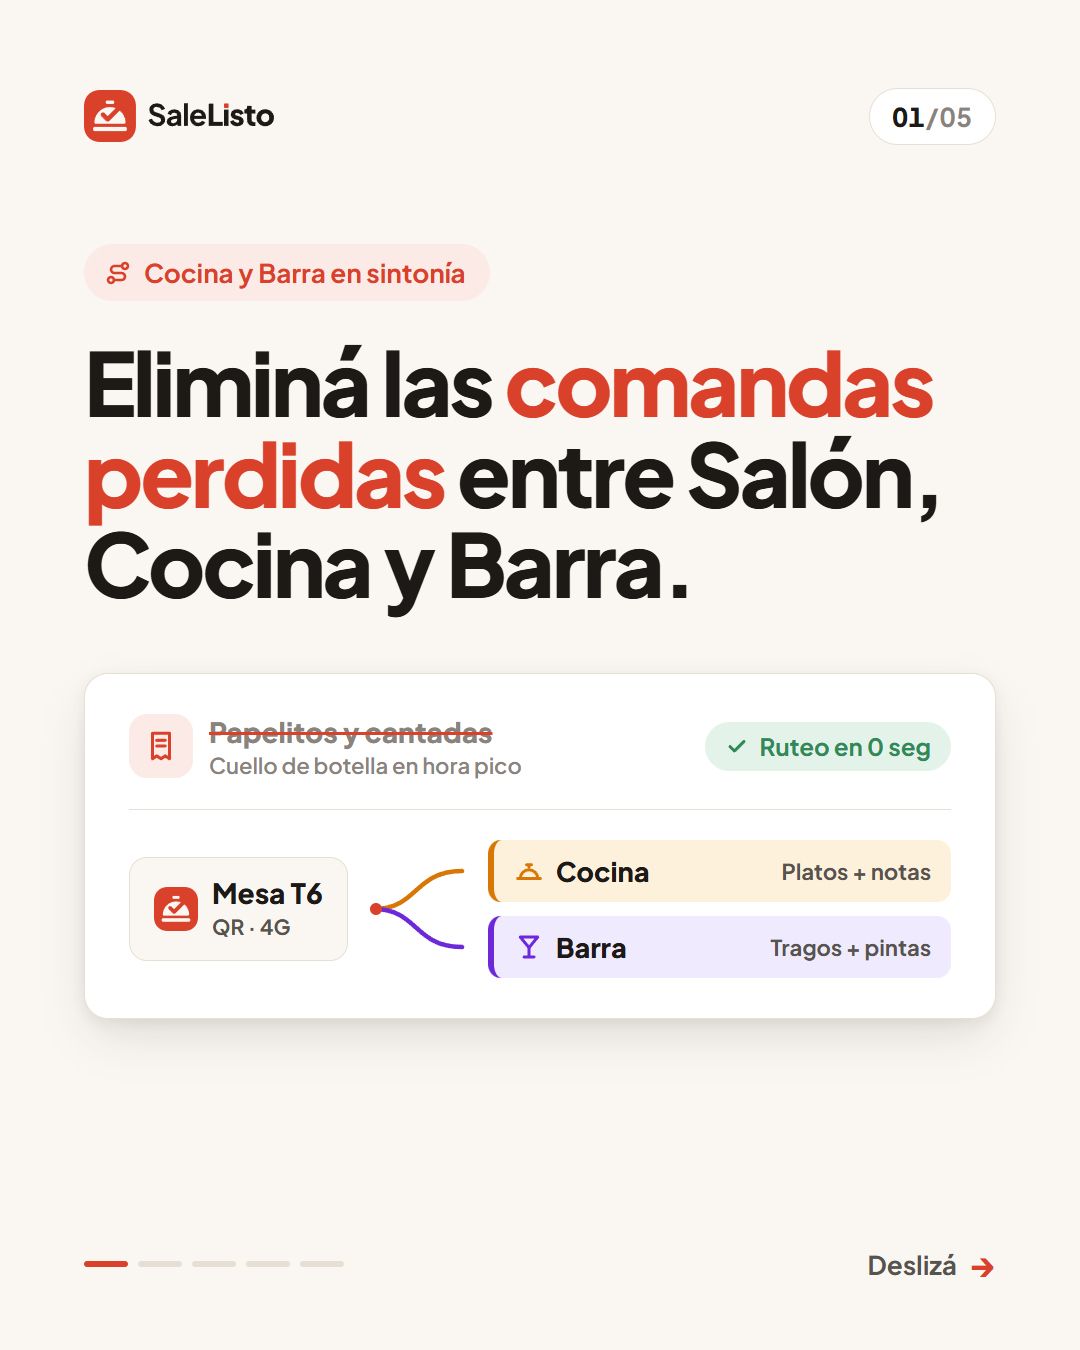 SaleListo
01/05
Cocina y Barra en sintonía
Eliminá las comandas
perdidas entre Salón,
Cocina y Barra.
Papelitos y cantadas
Cuello de botella en hora pico
Ruteo en 0 seg
Mesa T6
QR · 4G
Cocina
Platos + notas
Barra
Tragos + pintas
Deslizá